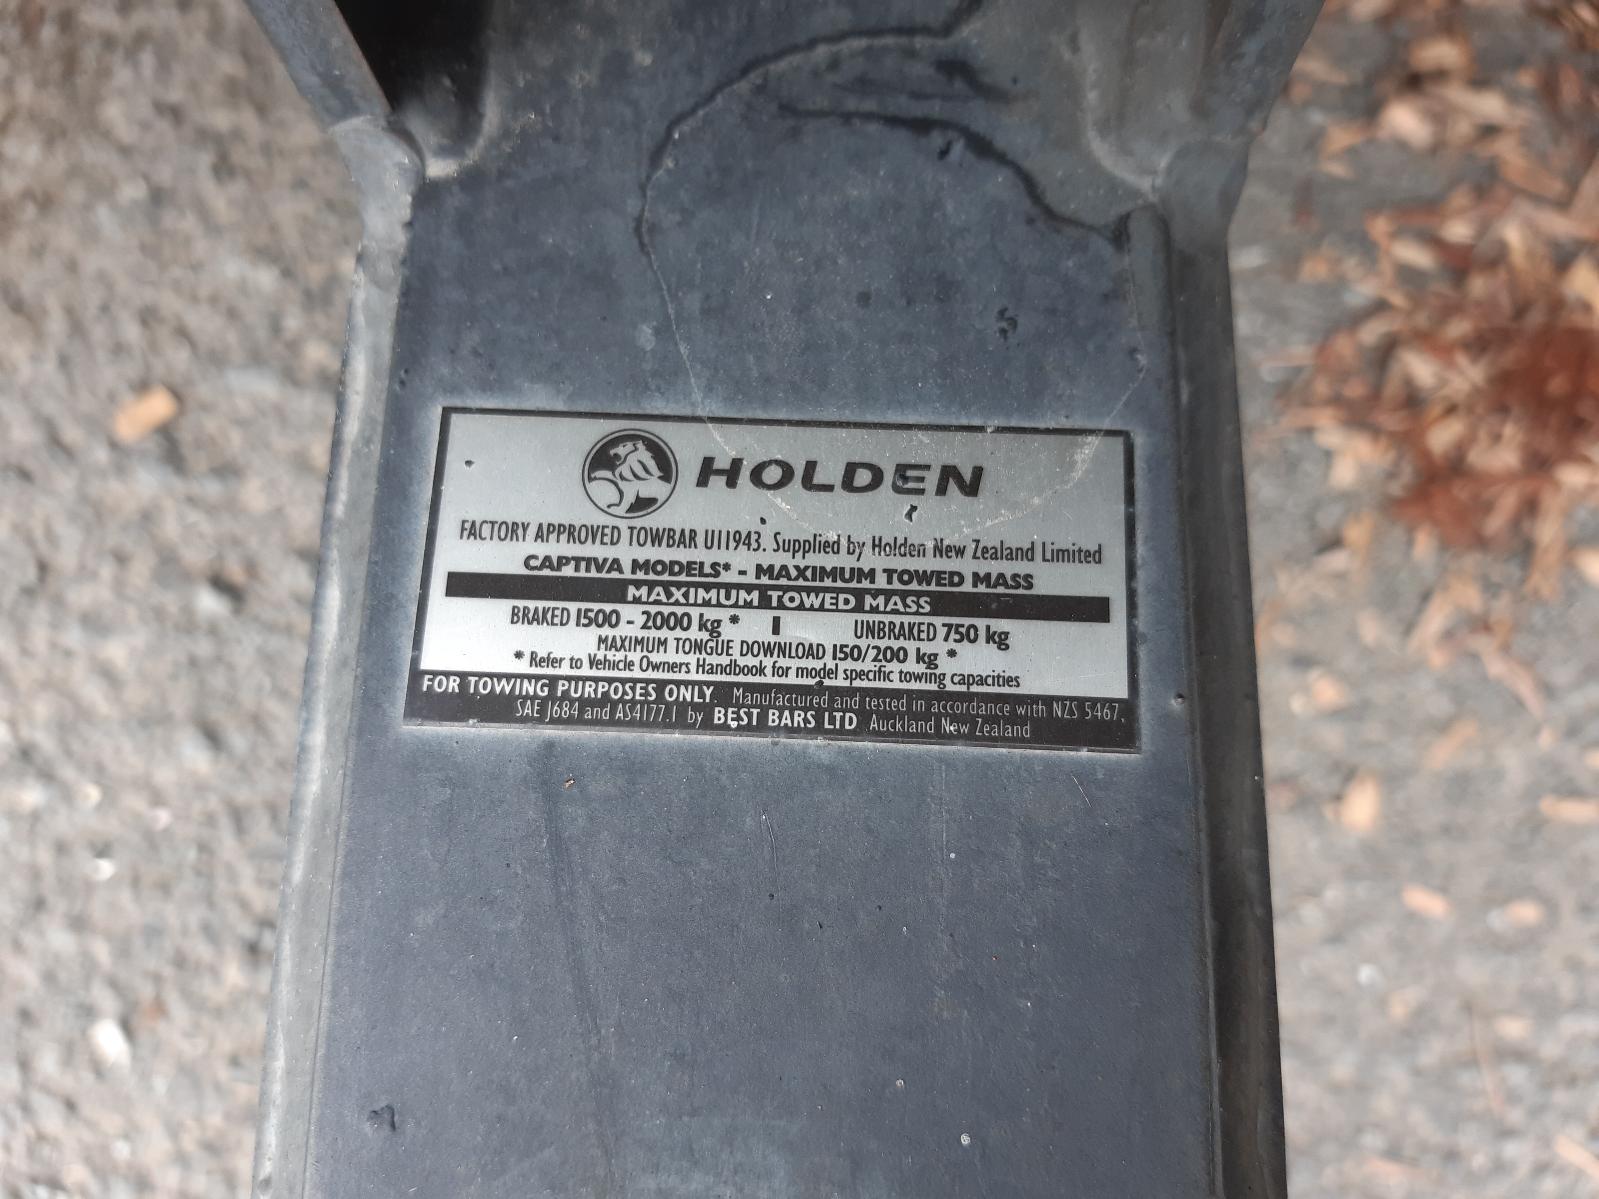 HOLDEN
FACTORY APPROVED TOWBAR U11943. Supplied by Holden New Zealand Limited
CAPTIVA MODELS* - MAXIMUM TOWED MASS
MAXIMUM TOWED MASS
BRAKED 1500 - 2000 kg * | UNBRAKED 750 kg
MAXIMUM TONGUE DOWNLOAD 150/200 kg *
* Refer to Vehicle Owners Handbook for model specific towing capacities
FOR TOWING PURPOSES ONLY. Manufactured and tested in accordance with NZS 5467,
SAE J684 and AS4177.1 by BEST BARS LTD Auckland New Zealand